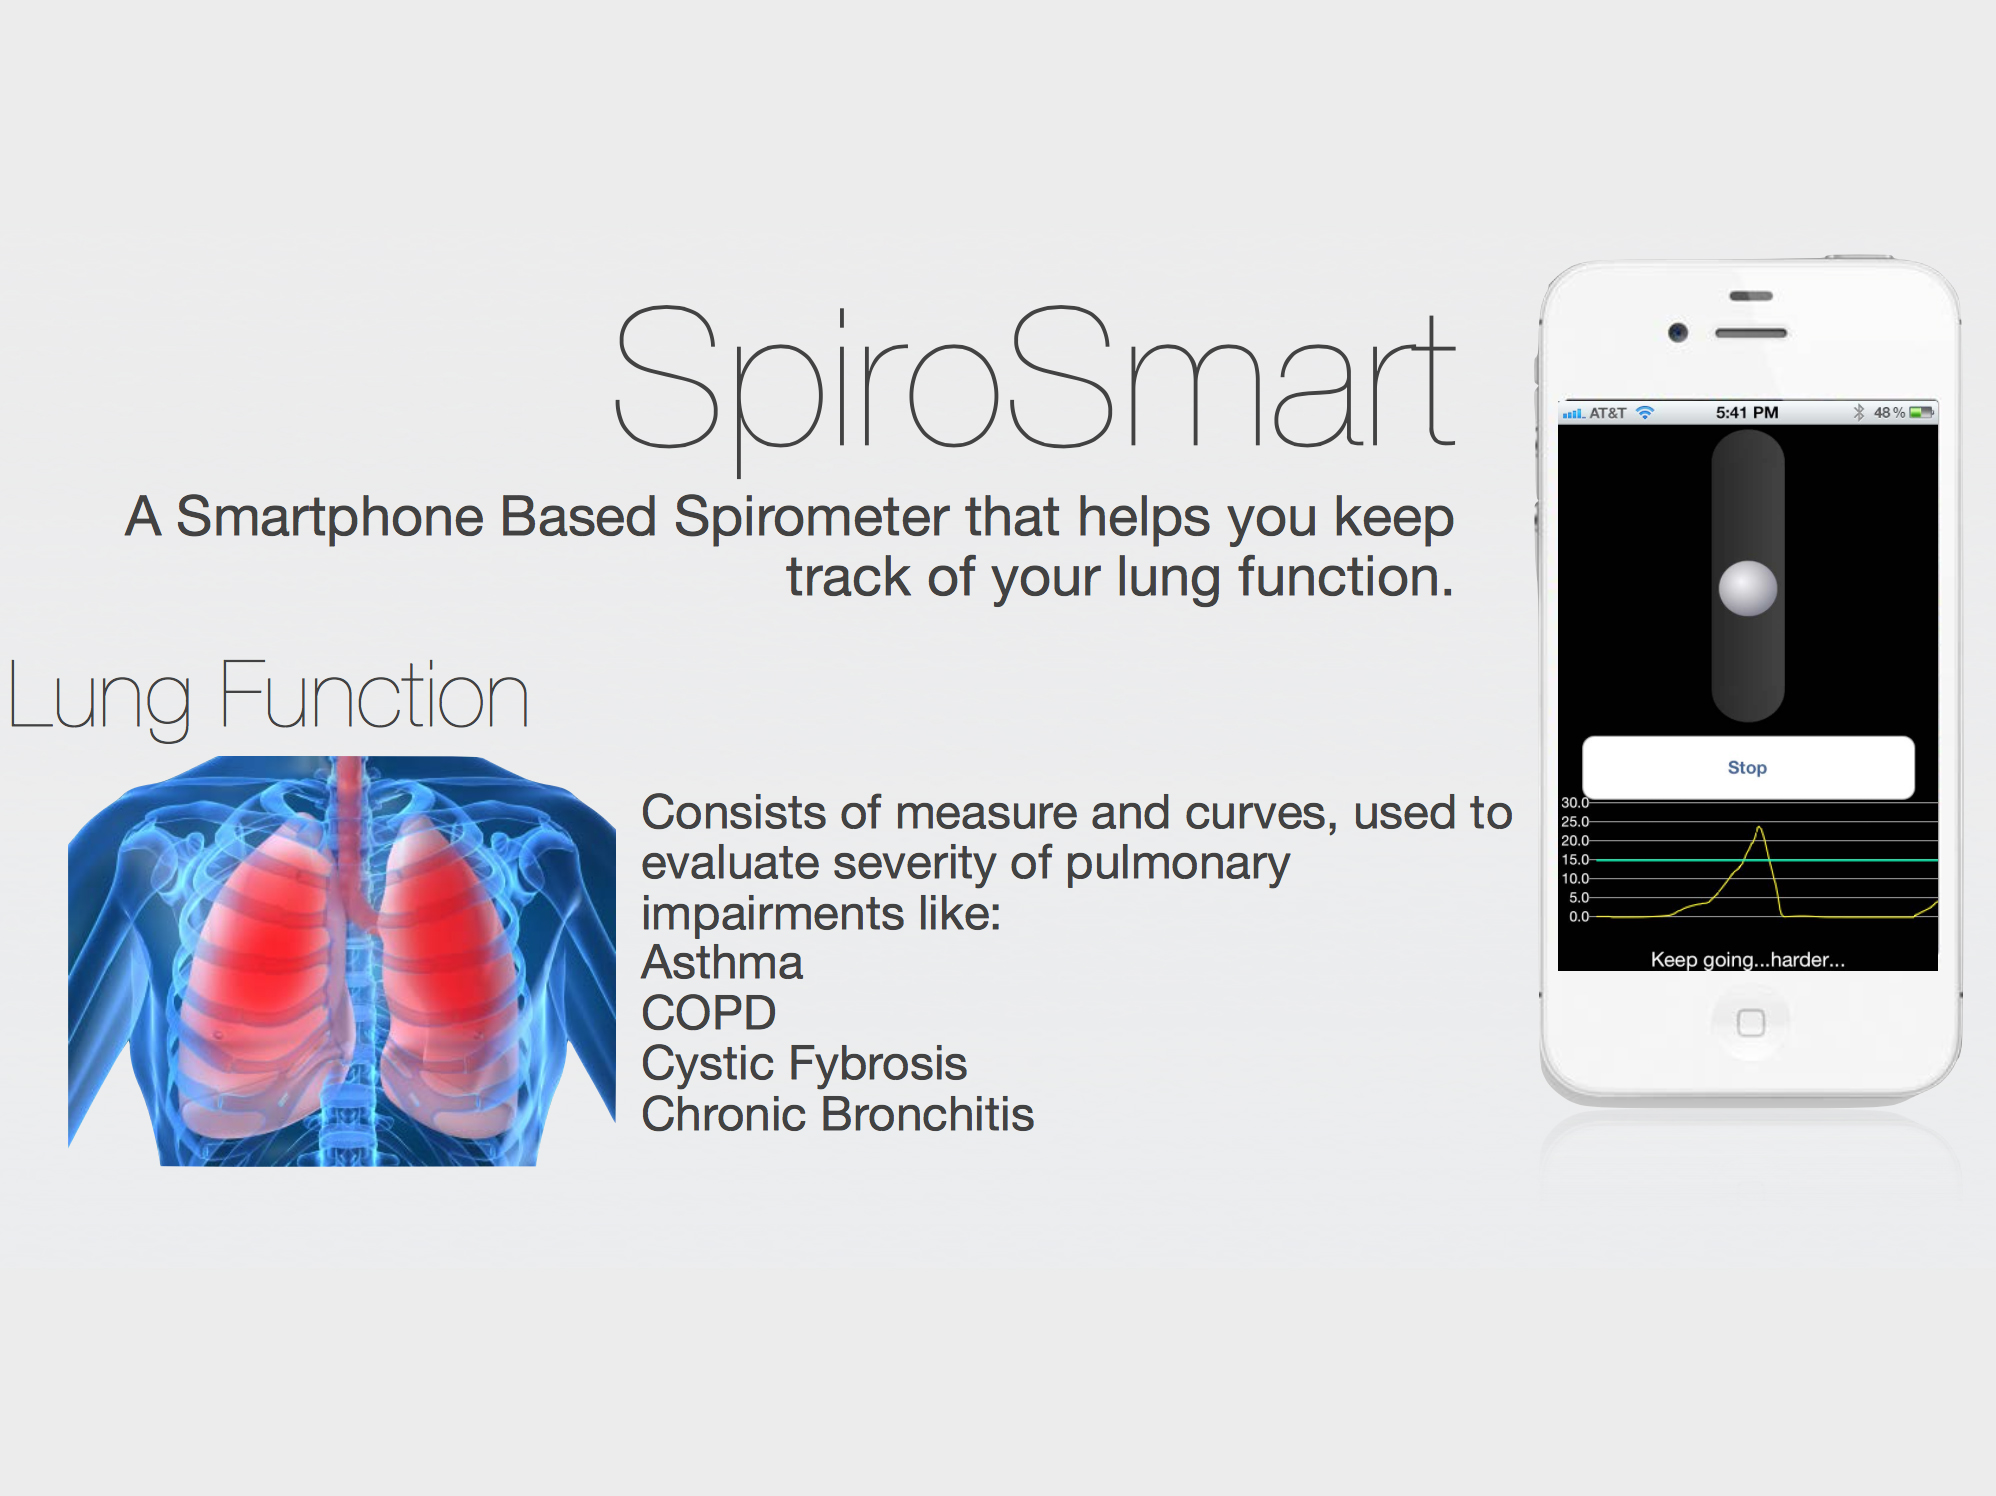 SpiroSmart
A Smartphone Based Spirometer that helps you keep
track of your lung function.
Lung Function
Consists of measure and curves, used to
evaluate severity of pulmonary
impairments like:
Asthma
COPD
Cystic Fybrosis
Chronic Bronchitis
AT&T 5:41 PM 48%
Stop
30.0
25.0
20.0
15.0
10.0
5.0
0.0
Keep going...harder...